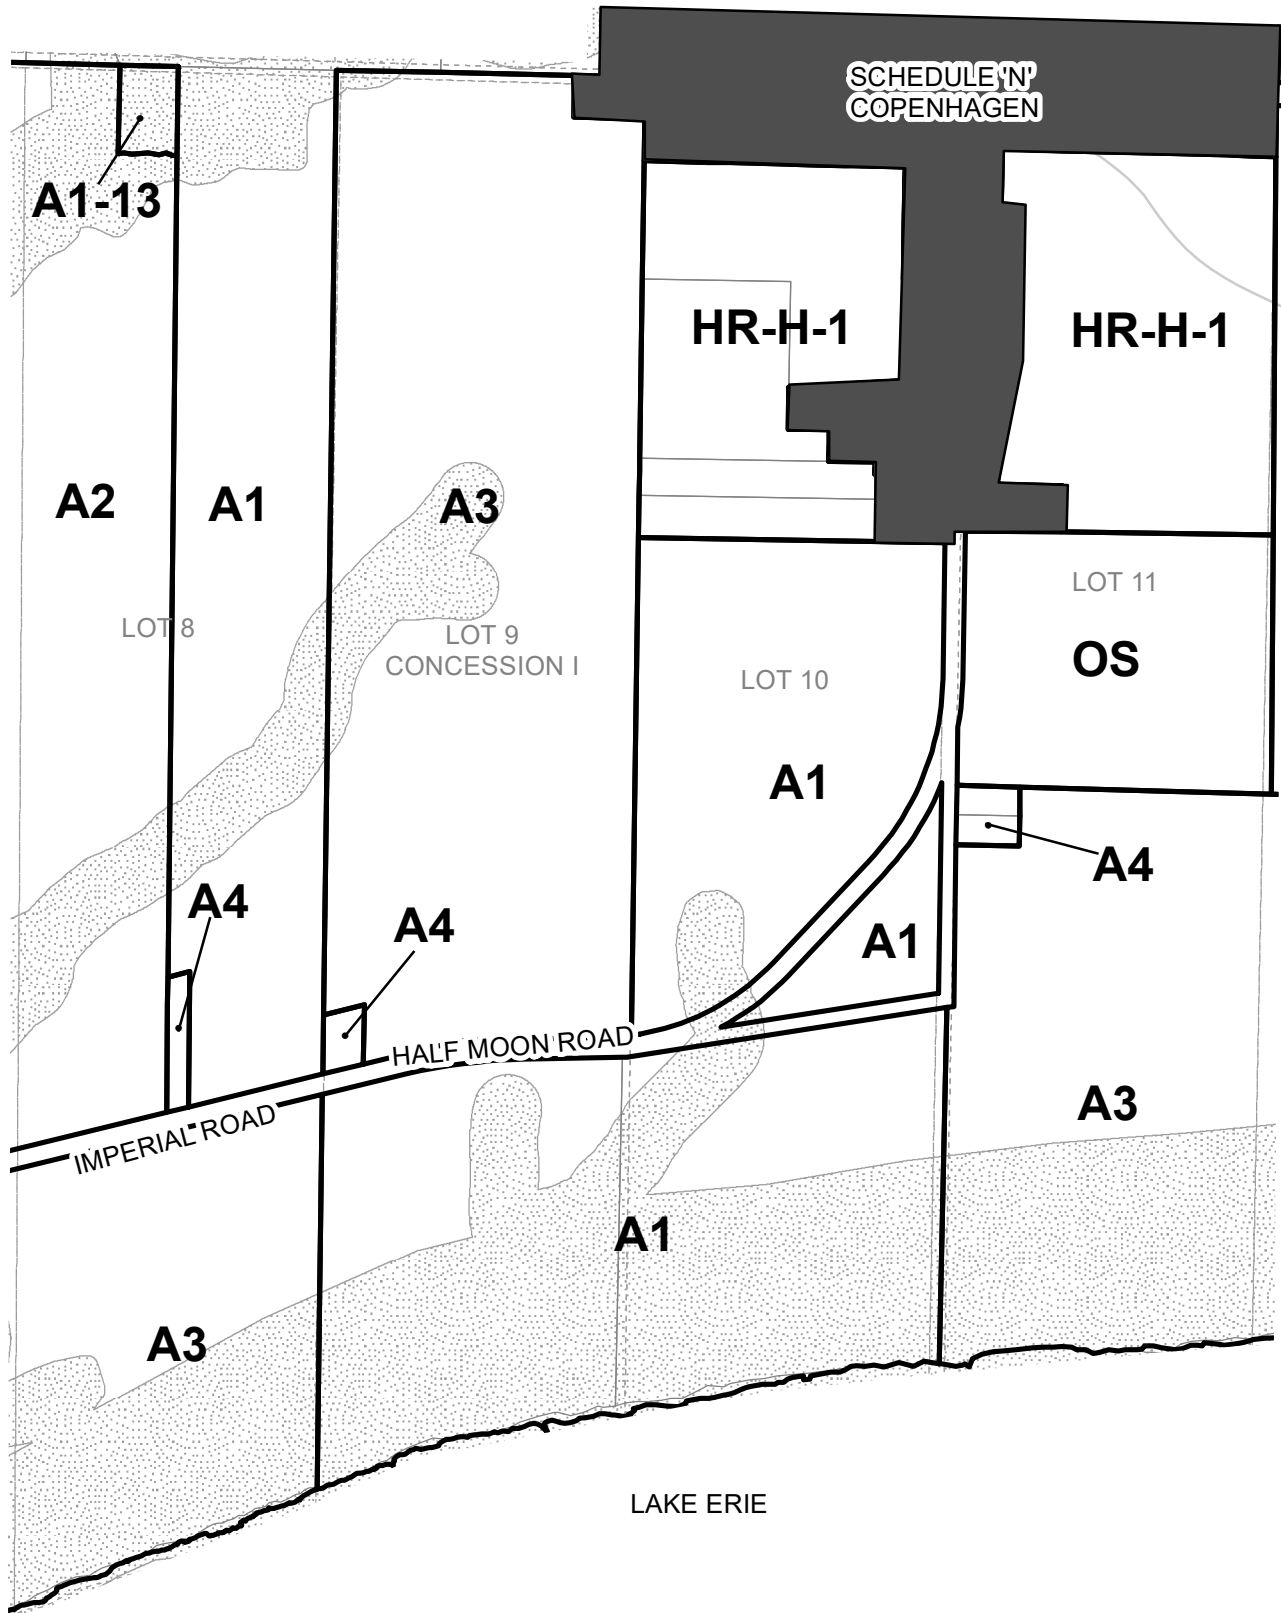 SCHEDULE 'N'
COPENHAGEN
A1-13
HR-H-1
HR-H-1
A2
A1
A3
LOT 11
LOT 8
LOT 9
CONCESSION I
OS
LOT 10
A1
A4
A4
A4
A1
HALF MOON ROAD
A3
IMPERIAL ROAD
A1
A3
LAKE ERIE